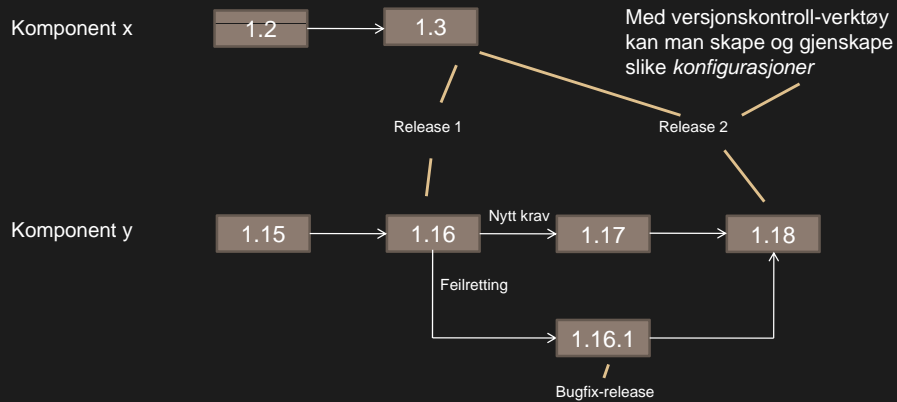 Komponent x
1.2
1.3
Med versjonskontroll-verktøy
kan man skape og gjenskape
slike konfigurasjoner
Release 1
Release 2
Komponent y
1.15
1.16
Nytt krav
1.17
1.18
Feilretting
1.16.1
Bugfix-release